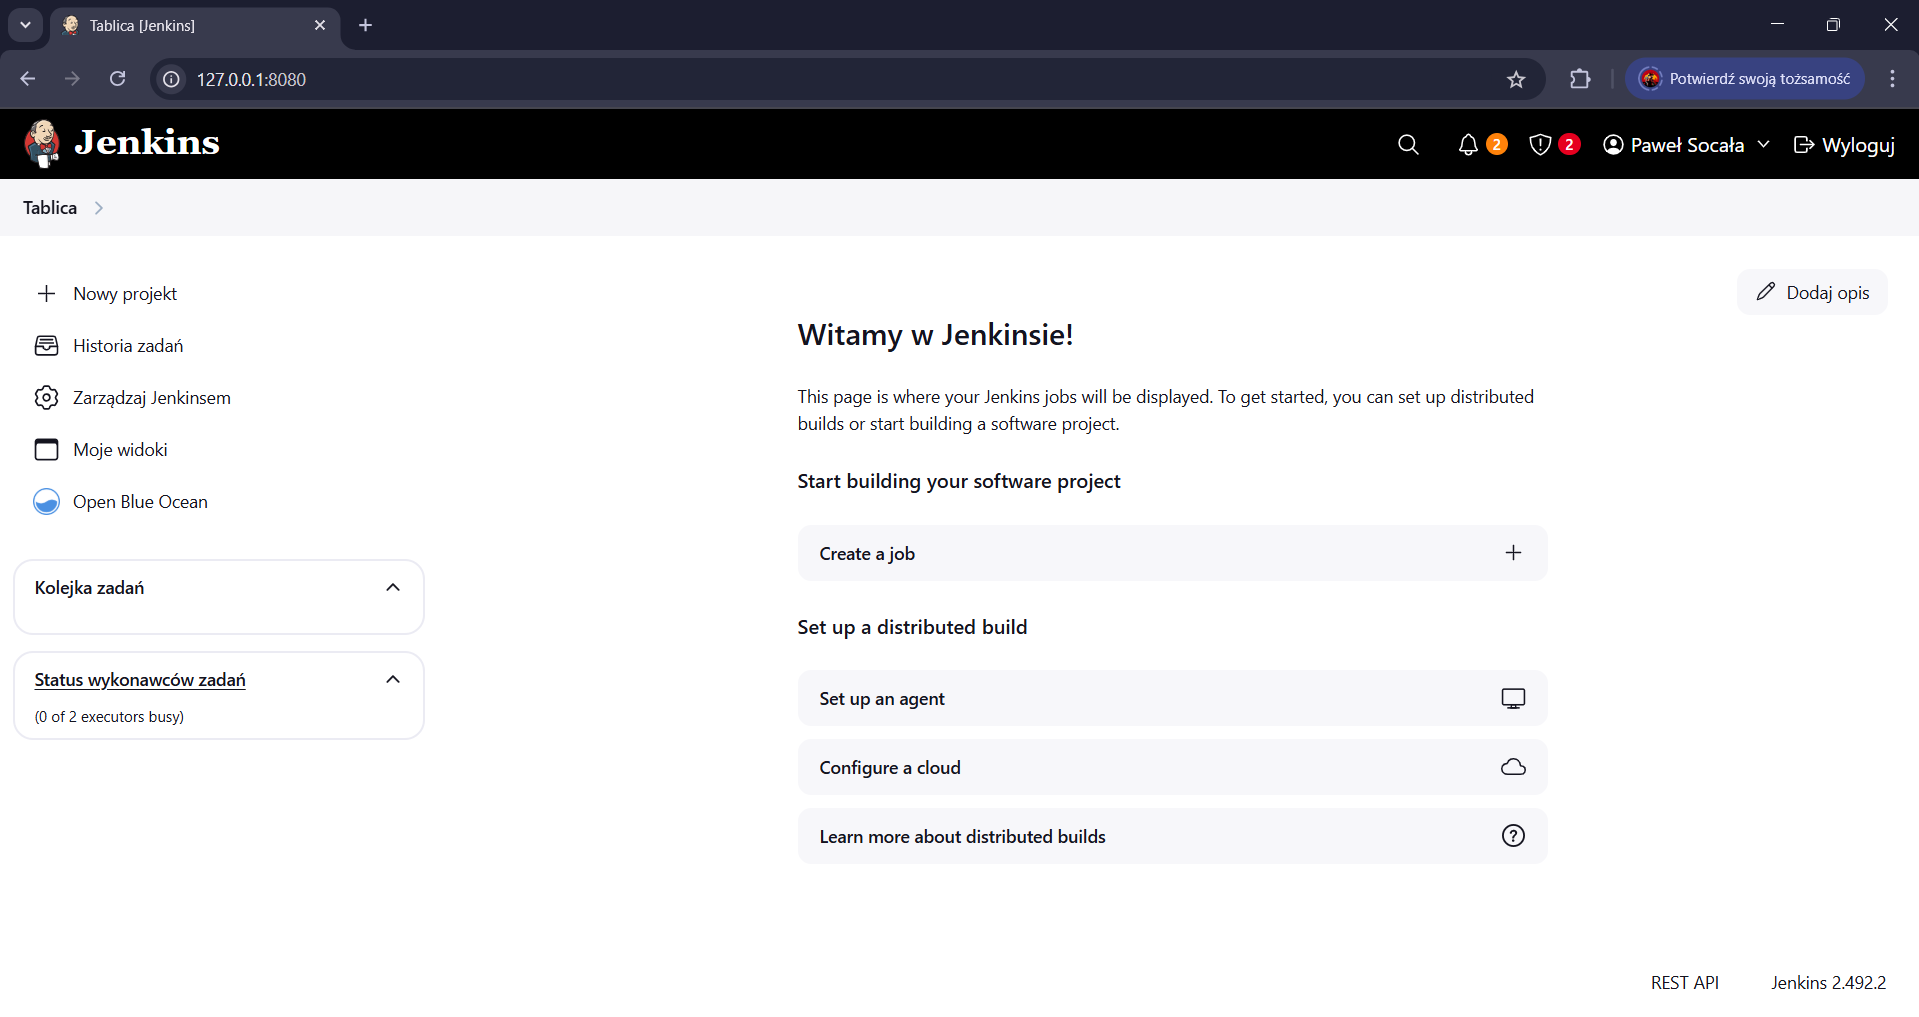 Tablica [Jenkins]
127.0.0.1:8080
Potwierdź swoją tożsamość
Jenkins
2
2
Paweł Socała
Wyloguj
Tablica
Nowy projekt
Historia zadań
Zarządzaj Jenkinsem
Moje widoki
Open Blue Ocean
Kolejka zadań
Status wykonawców zadań
(0 of 2 executors busy)
Dodaj opis
Witamy w Jenkinsie!
This page is where your Jenkins jobs will be displayed. To get started, you can set up distributed
builds or start building a software project.
Start building your software project
Create a job
Set up a distributed build
Set up an agent
Configure a cloud
Learn more about distributed builds
REST API
Jenkins 2.492.2